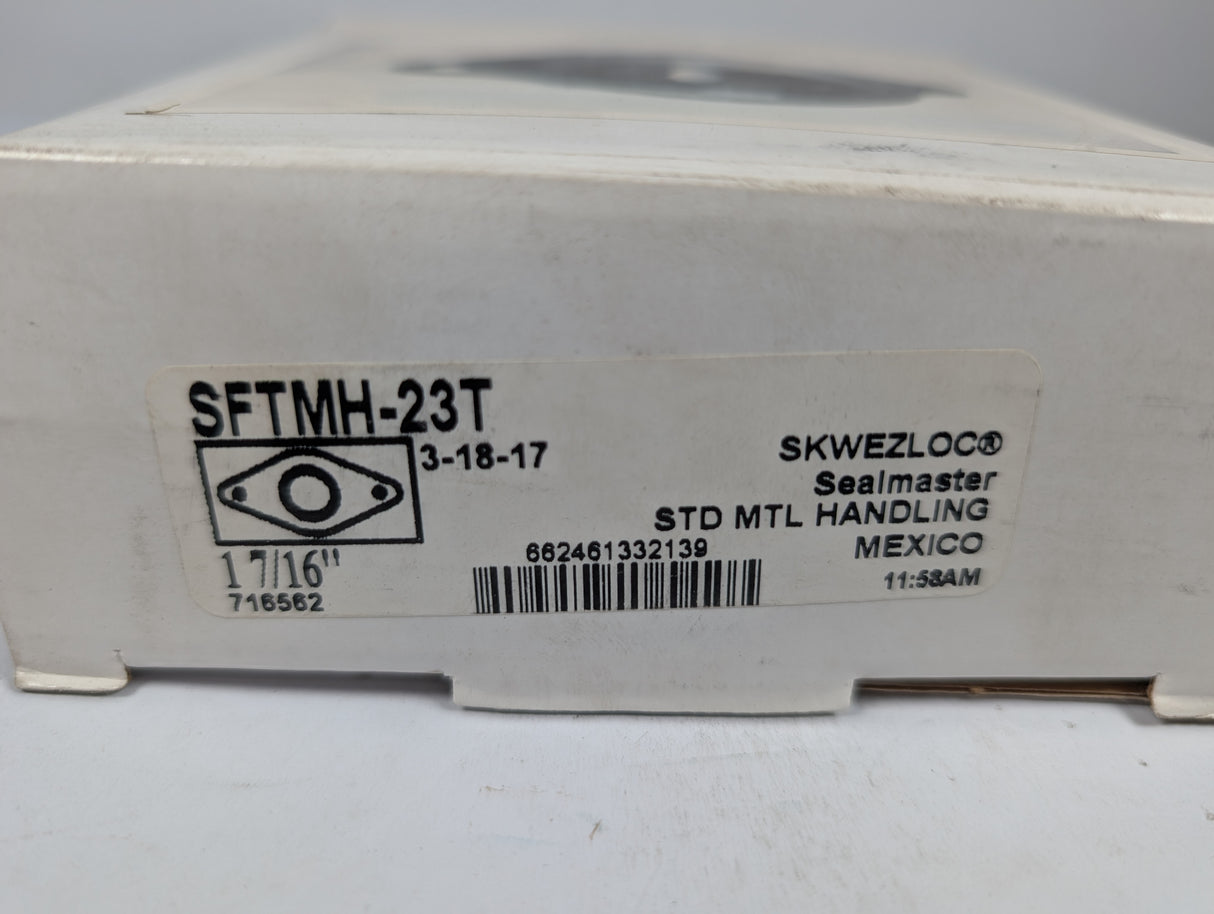 SFTMH-23T
3-18-17
1 7/16"
716562
662461332139
SKWEZLOC®
Sealmaster
STD MTL HANDLING
MEXICO
11:58AM